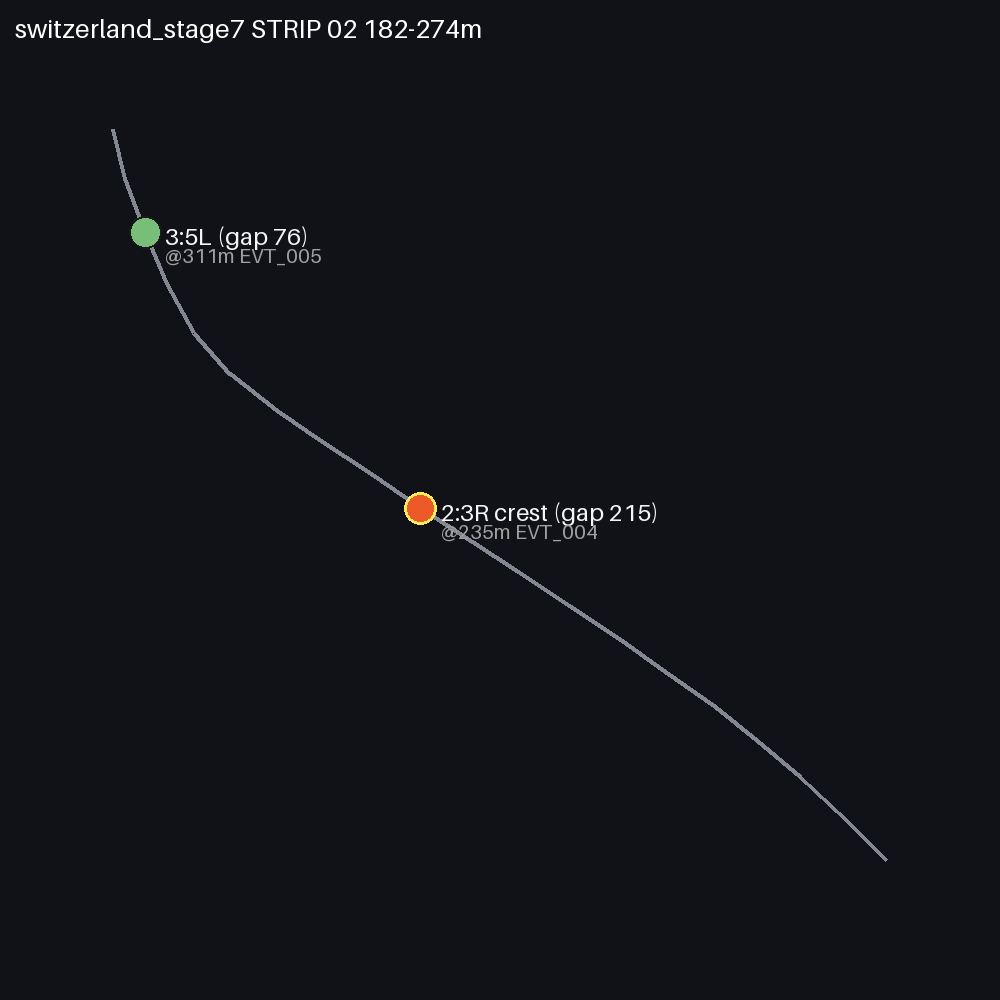 switzerland_stage7 STRIP 02 182-274m
3:5L (gap 76)
@311m EVT_005
2:3R crest (gap 215)
@235m EVT_004